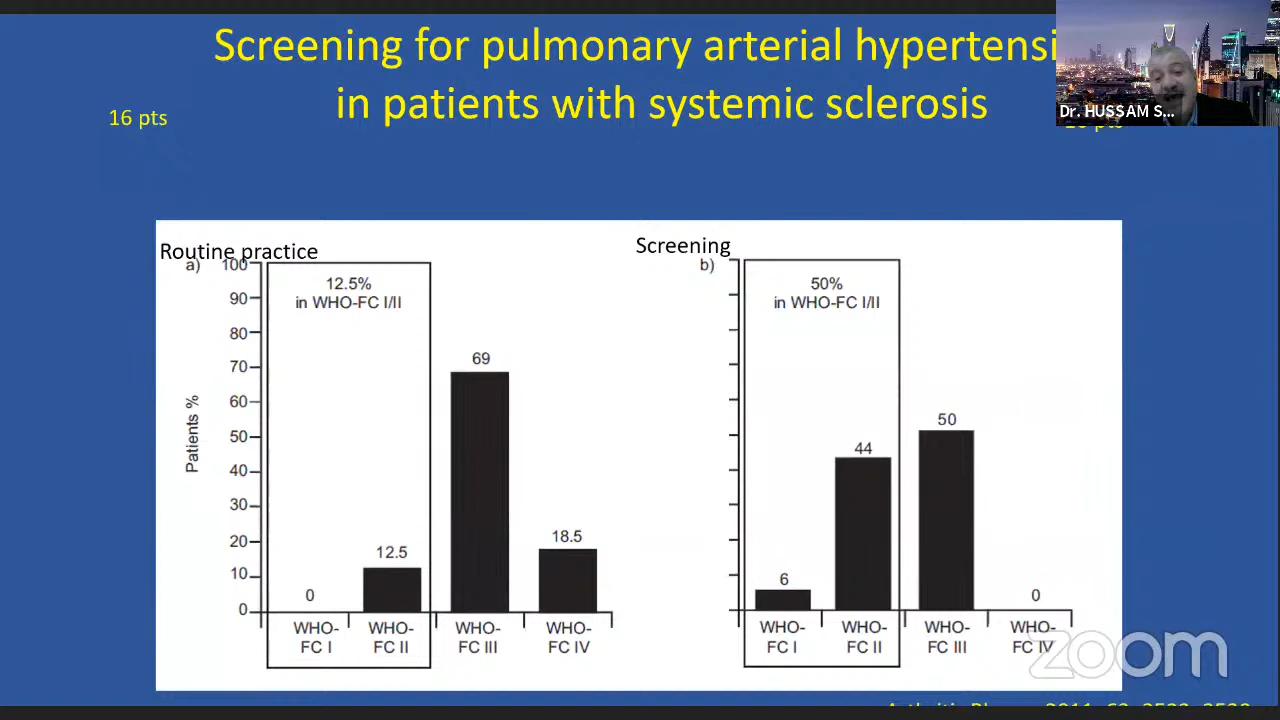 Screening for pulmonary arterial hypertensi
in patients with systemic sclerosis
Dr. HUSSAM S...
16 pts
16 pts
Routine practice
a)
Patients %
100
90
80
70
60
50
40
30
20
10
0
12.5%
in WHO-FC I/II
0
12.5
69
18.5
WHO-
FC I
WHO-
FC II
WHO-
FC III
WHO-
FC IV
Screening
b)
50%
in WHO-FC I/II
6
44
50
0
WHO-
FC I
WHO-
FC II
WHO-
FC III
WHO-
FC IV
zoom